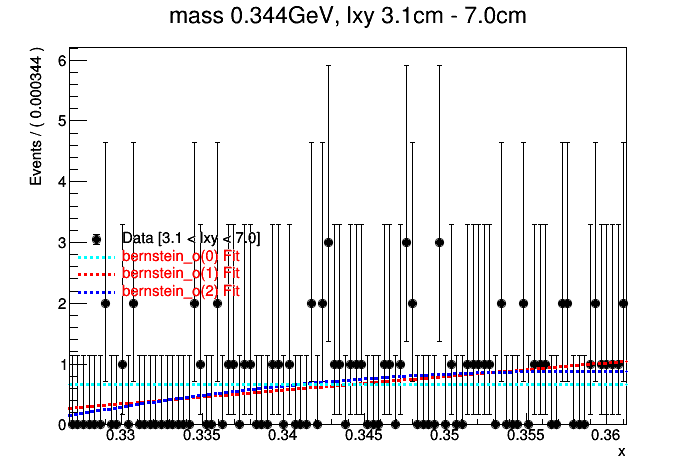 mass 0.344GeV, lxy 3.1cm - 7.0cm
Events / ( 0.000344 )
6
5
4
3
2
1
0
Data [3.1 < lxy < 7.0]
bernstein_o(0) Fit
bernstein_o(1) Fit
bernstein_o(2) Fit
0.33 0.335 0.34 0.345 0.35 0.355 0.36
x